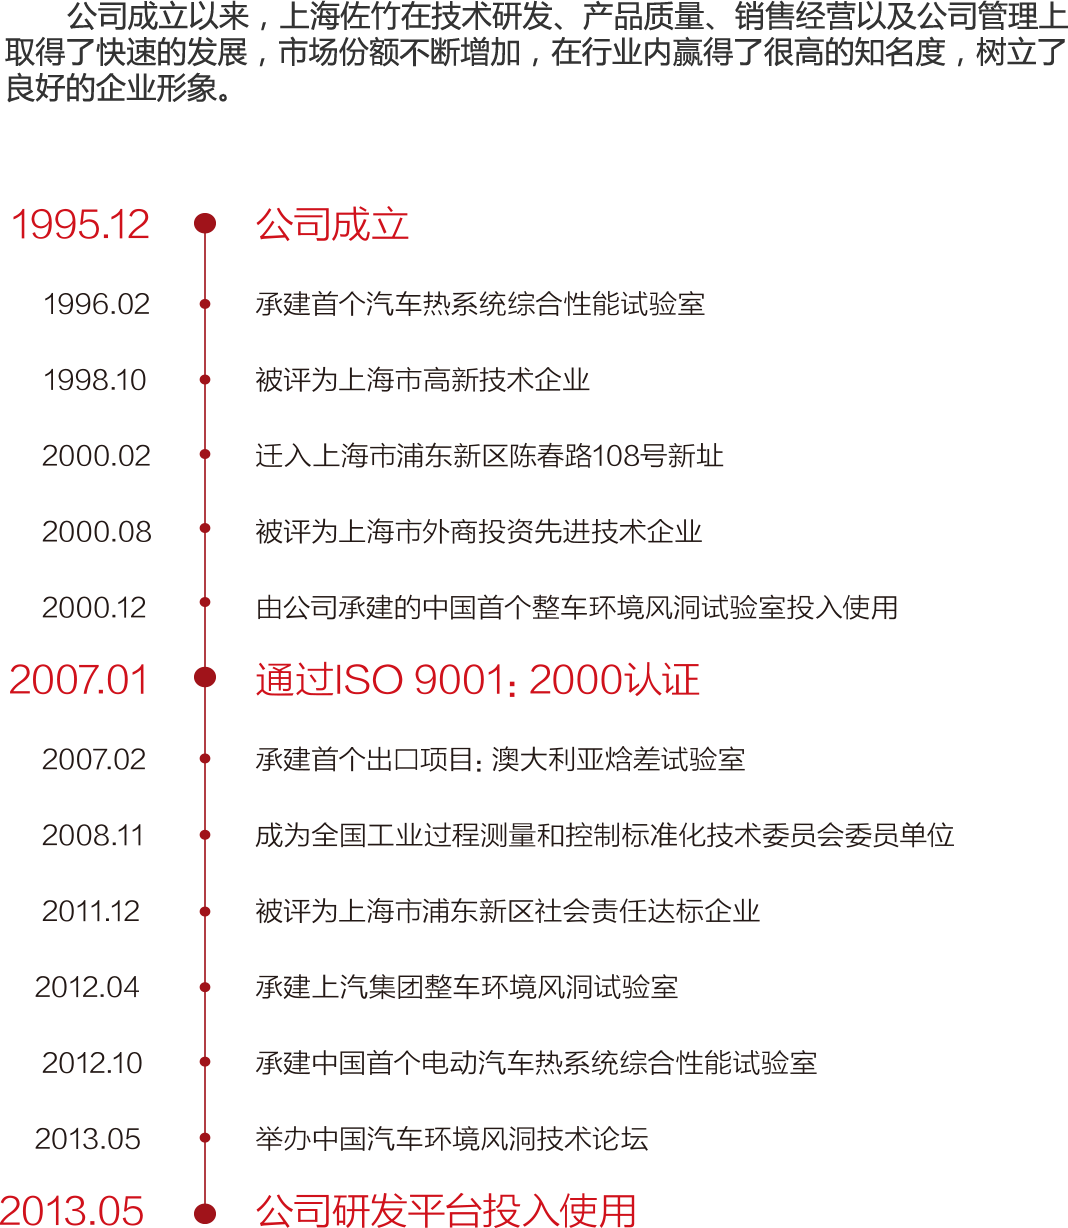 公司成立以来，上海佐竹在技术研发、产品质量、销售经营以及公司管理上
取得了快速的发展，市场份额不断增加，在行业内赢得了很高的知名度，树立了
良好的企业形象。
1995.12 公司成立
1996.02 承建首个汽车热系统综合性能试验室
1998.10 被评为上海市高新技术企业
2000.02 迁入上海市浦东新区陈春路108号新址
2000.08 被评为上海市外商投资先进技术企业
2000.12 由公司承建的中国首个整车环境风洞试验室投入使用
2007.01 通过ISO 9001：2000认证
2007.02 承建首个出口项目：澳大利亚焓差试验室
2008.11 成为全国工业过程测量和控制标准化技术委员会委员单位
2011.12 被评为上海市浦东新区社会责任达标企业
2012.04 承建上汽集团整车环境风洞试验室
2012.10 承建中国首个电动汽车热系统综合性能试验室
2013.05 举办中国汽车环境风洞技术论坛
2013.05 公司研发平台投入使用